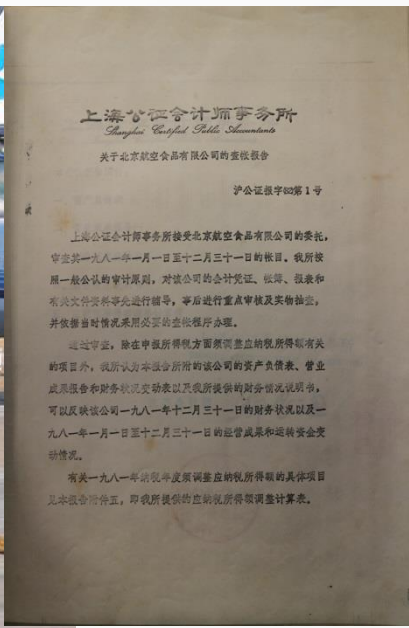 上海公证会计师事务所
Shanghai Certified Public Accountants
关于北京航空食品有限公司的查帐报告
沪公证报字(82)第1号
上海公证会计师事务所接受北京航空食品有限公司的委托，
审查其一九八一年一月一日至十二月三十一日的帐目。我所按
照一般公认的审计原则，对该公司的会计凭证、帐簿、报表和
有关文件资料事先进行辅导，事后进行重点审核及实物抽查，
并依据当时情况采用必要的查帐程序办理。
通过审查，除在申报所得税方面须调整应纳税所得额有关
的项目外，我所认为本报告所附的该公司的资产负债表、营业
成果报告和财务状况变动表以及我所提供的财务情况说明书，
可以反映该公司一九八一年十二月三十一日的财务状况以及一
九八一年一月一日至十二月三十一日的经营成果和运转资金变
动情况。
有关一九八一年纳税年度须调整应纳税所得额的具体项目
见本报告附件五，即我所提供的应纳税所得额调整计算表。